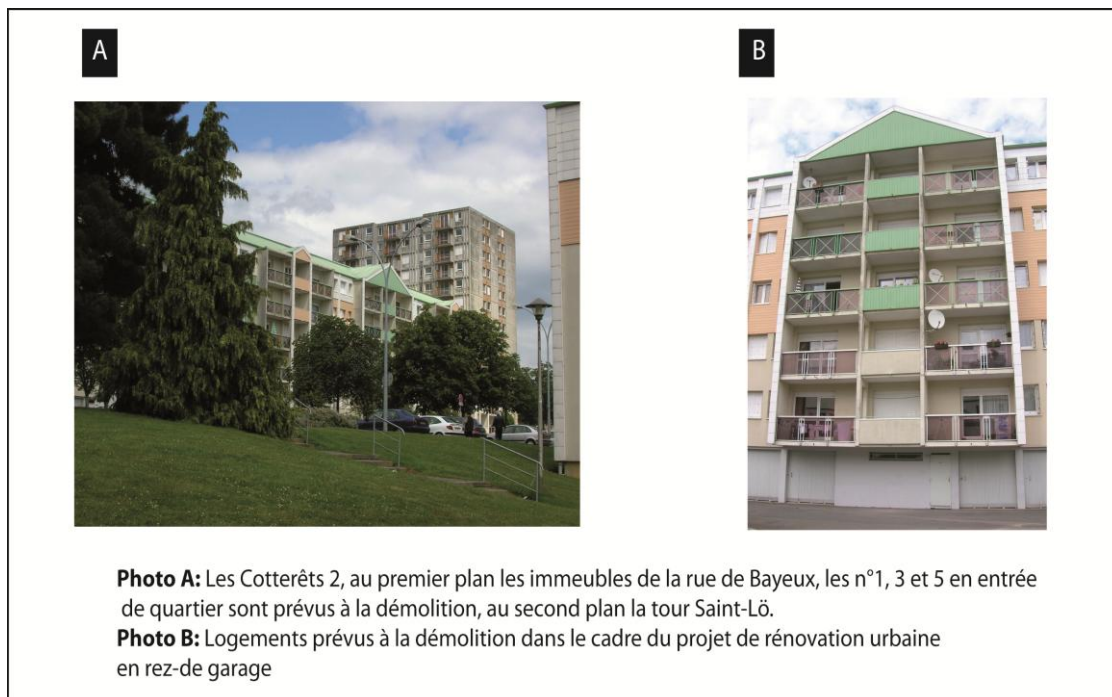 A
B
Photo A: Les Cotterêts 2, au premier plan les immeubles de la rue de Bayeux, les n°1, 3 et 5 en entrée
de quartier sont prévus à la démolition, au second plan la tour Saint-Lö.
Photo B: Logements prévus à la démolition dans le cadre du projet de rénovation urbaine
en rez-de garage